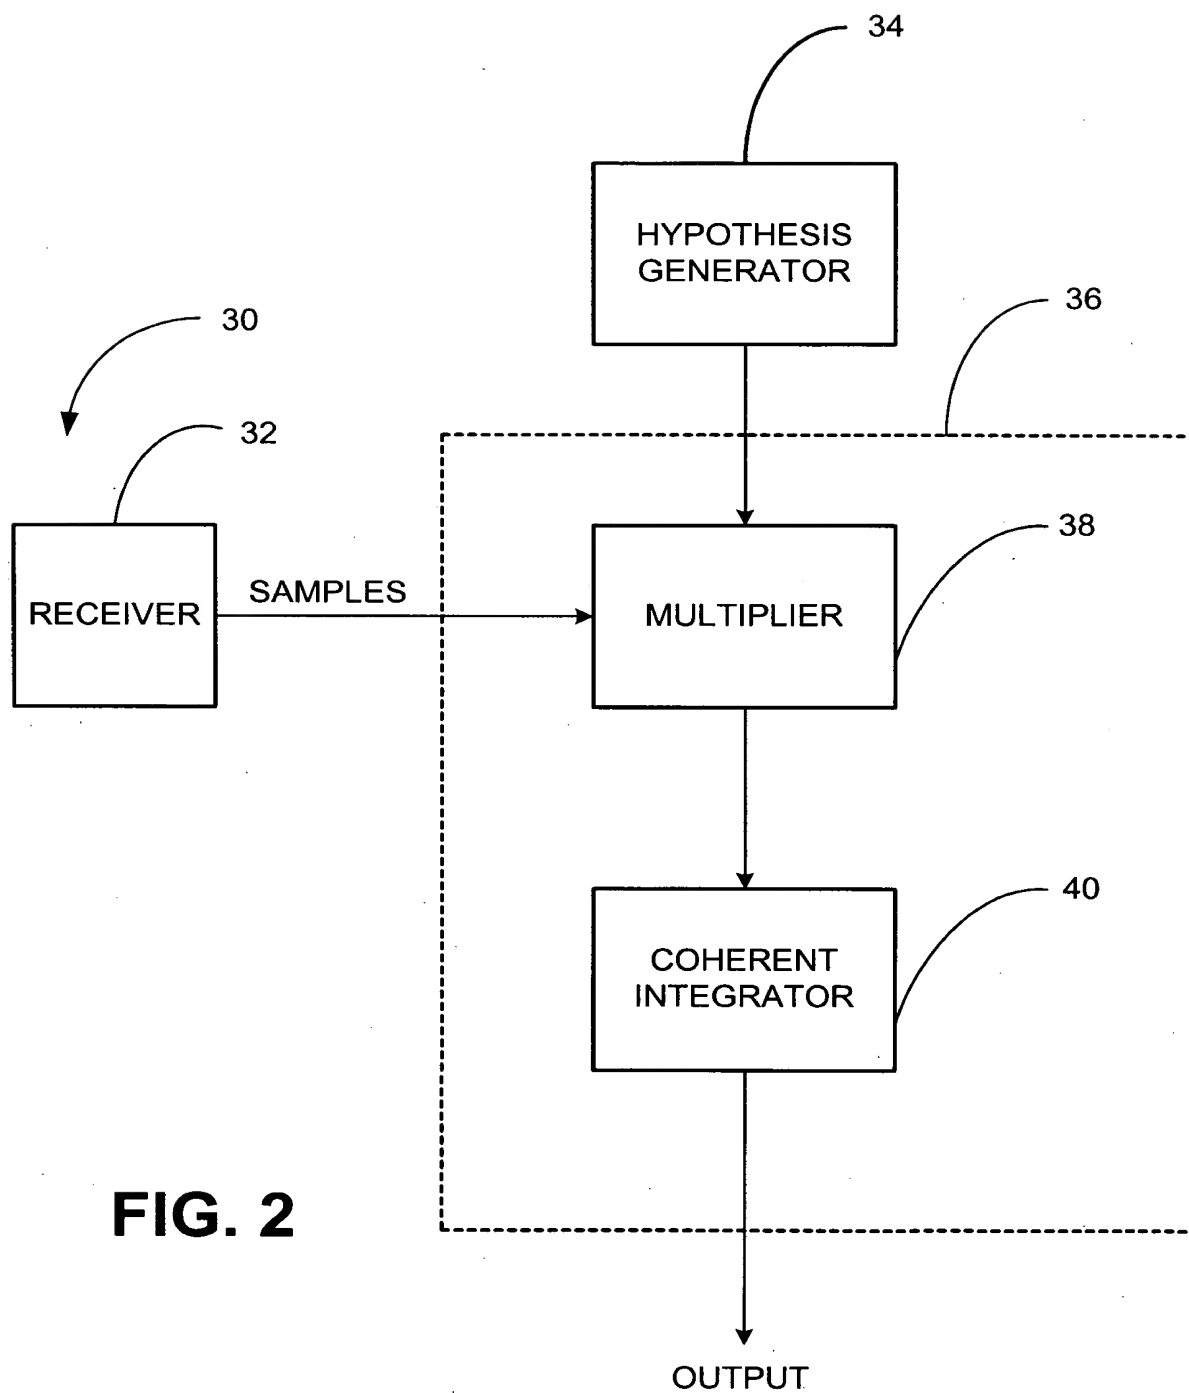 34
HYPOTHESIS
GENERATOR
36
30
32
38
RECEIVER
SAMPLES
MULTIPLIER
40
COHERENT
INTEGRATOR
FIG. 2
OUTPUT